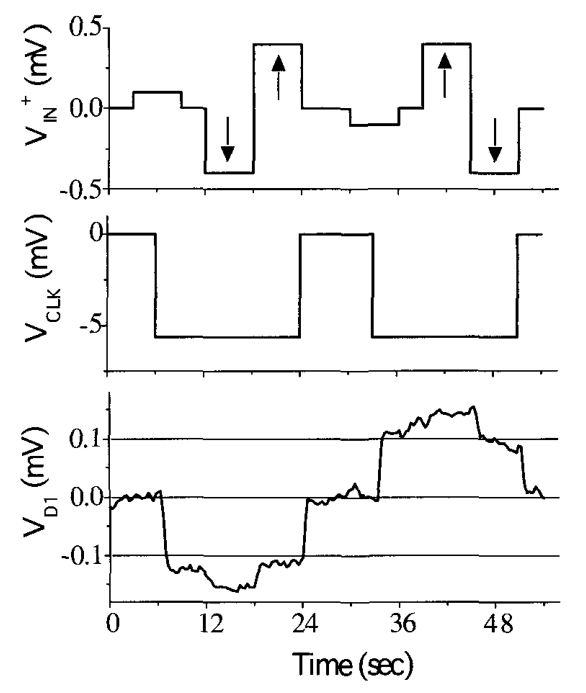 0.5
0.0
-0.5
V_IN^+ (mV)
0
-5
V_CLK (mV)
0.1
0.0
-0.1
V_D1 (mV)
0 12 24 36 48
Time (sec)